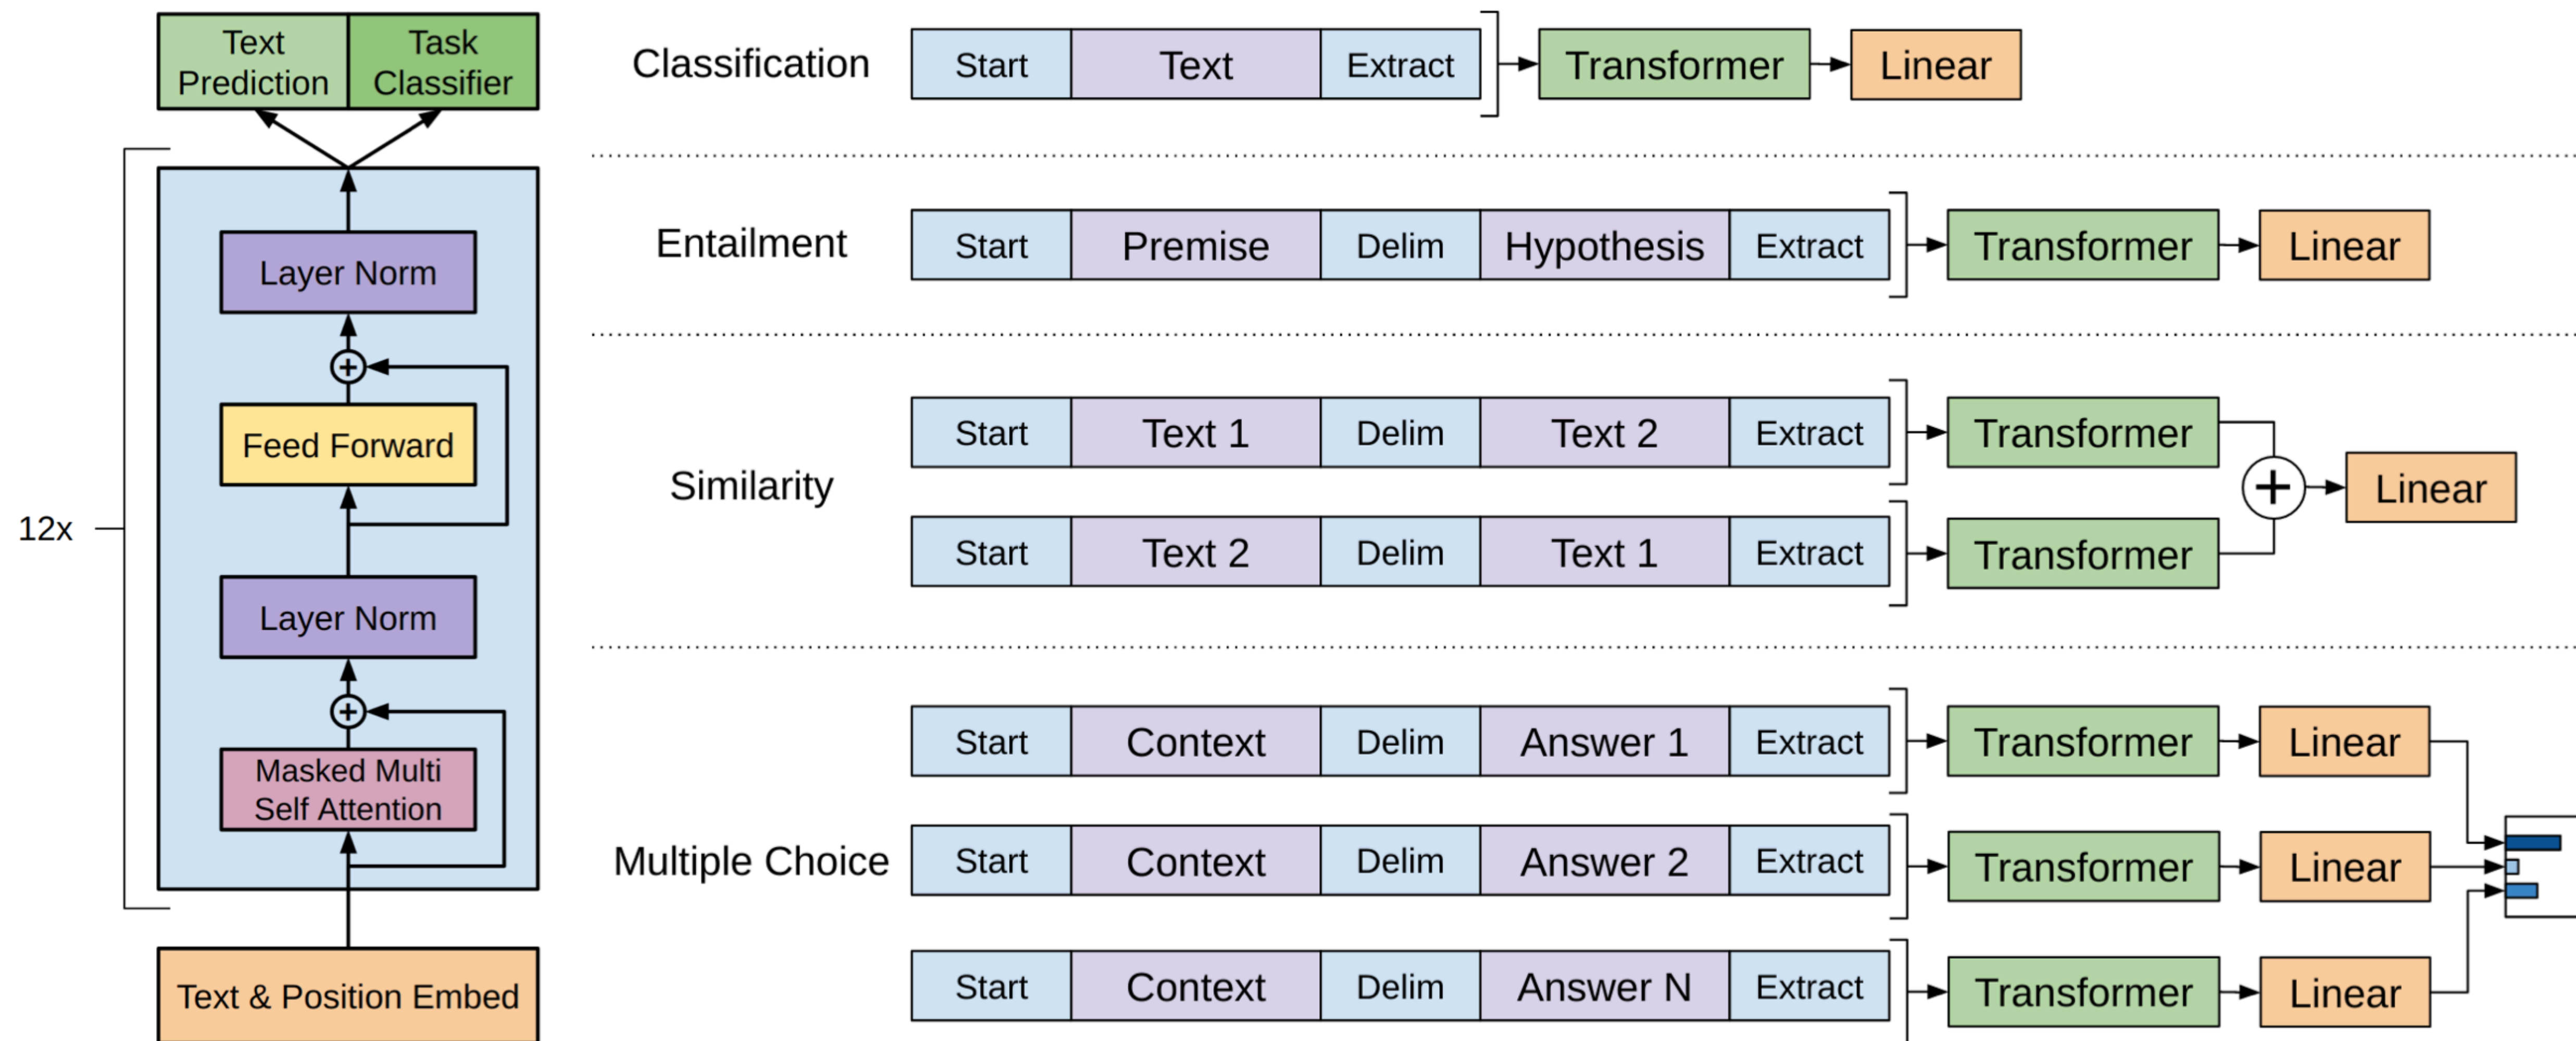 Text
Prediction
Task
Classifier
Layer Norm
+
Feed Forward
12x
Layer Norm
+
Masked Multi
Self Attention
Text & Position Embed
Classification Start Text Extract Transformer Linear
Entailment Start Premise Delim Hypothesis Extract Transformer Linear
Start Text 1 Delim Text 2 Extract Transformer
Similarity + Linear
Start Text 2 Delim Text 1 Extract Transformer
Start Context Delim Answer 1 Extract Transformer Linear
Multiple Choice Start Context Delim Answer 2 Extract Transformer Linear
Start Context Delim Answer N Extract Transformer Linear